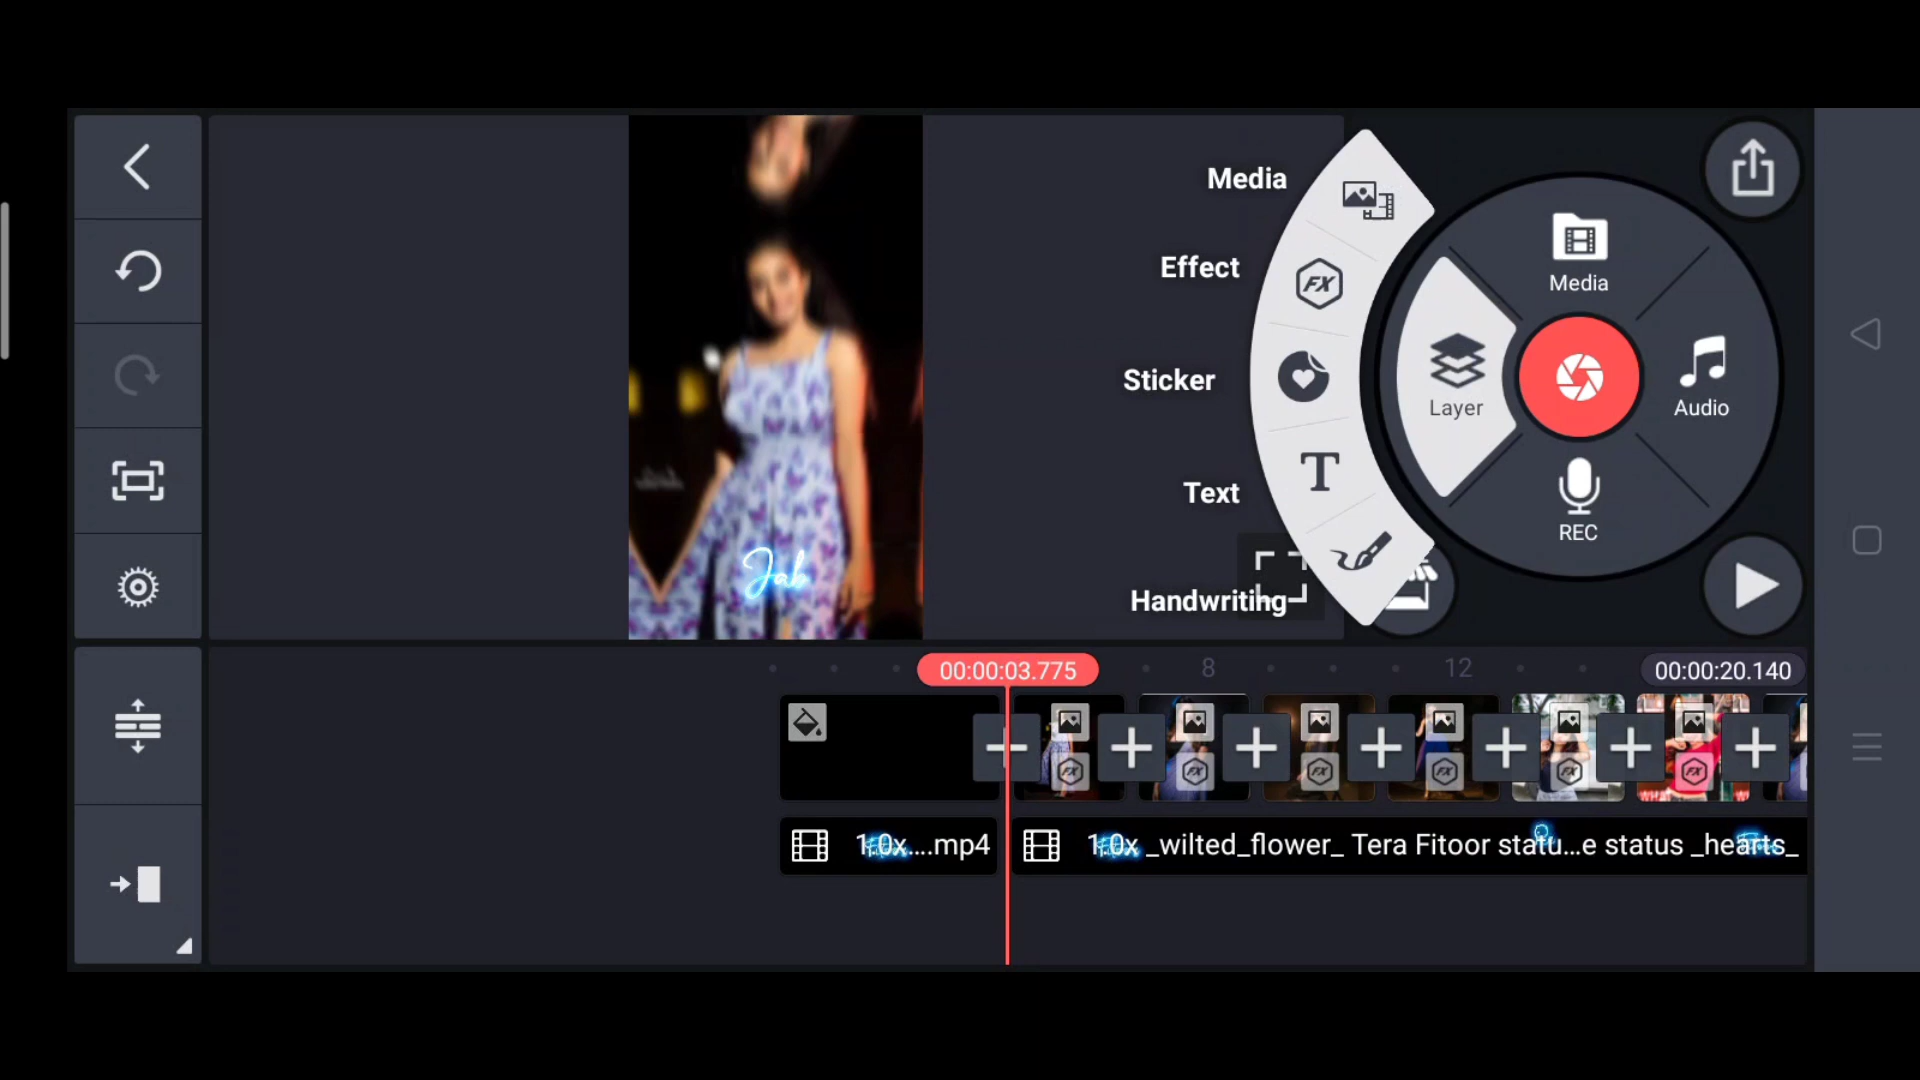 Media
Effect
Sticker
Text
Handwriting
Media
Layer
Audio
REC
Jab
00:00:03.775
8
12
00:00:20.140
1.0x....mp4
1.0x _wilted_flower_ Tera Fitoor statu...e status _hearts_